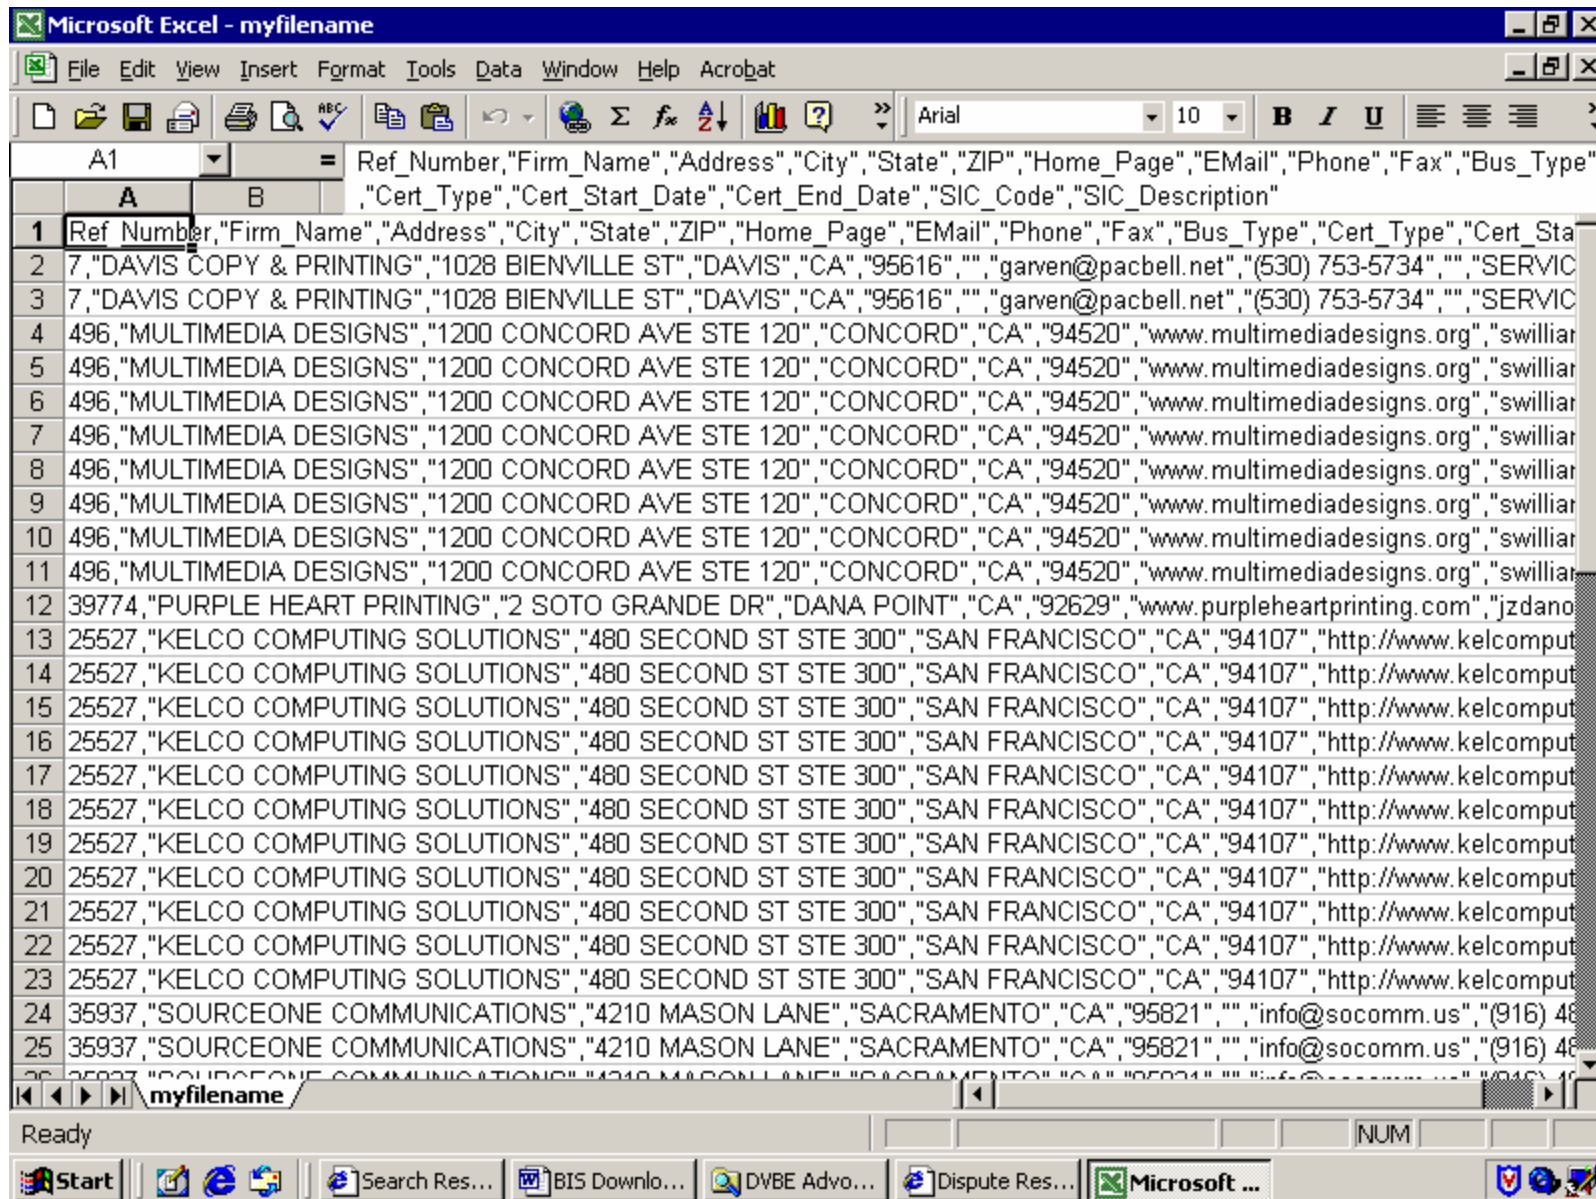 Microsoft Excel - myfilename
File Edit View Insert Format Tools Data Window Help Acrobat
Arial 10 B I U
A1 = Ref_Number,"Firm_Name","Address","City","State","ZIP","Home_Page","EMail","Phone","Fax","Bus_Type"
,"Cert_Type","Cert_Start_Date","Cert_End_Date","SIC_Code","SIC_Description"
A B
1 Ref_Number,"Firm_Name","Address","City","State","ZIP","Home_Page","EMail","Phone","Fax","Bus_Type","Cert_Type","Cert_Sta
2 7,"DAVIS COPY & PRINTING","1028 BIENVILLE ST","DAVIS","CA","95616","","garven@pacbell.net","(530) 753-5734","","SERVIC
3 7,"DAVIS COPY & PRINTING","1028 BIENVILLE ST","DAVIS","CA","95616","","garven@pacbell.net","(530) 753-5734","","SERVIC
4 496,"MULTIMEDIA DESIGNS","1200 CONCORD AVE STE 120","CONCORD","CA","94520","www.multimediadesigns.org","swilliar
5 496,"MULTIMEDIA DESIGNS","1200 CONCORD AVE STE 120","CONCORD","CA","94520","www.multimediadesigns.org","swilliar
6 496,"MULTIMEDIA DESIGNS","1200 CONCORD AVE STE 120","CONCORD","CA","94520","www.multimediadesigns.org","swilliar
7 496,"MULTIMEDIA DESIGNS","1200 CONCORD AVE STE 120","CONCORD","CA","94520","www.multimediadesigns.org","swilliar
8 496,"MULTIMEDIA DESIGNS","1200 CONCORD AVE STE 120","CONCORD","CA","94520","www.multimediadesigns.org","swilliar
9 496,"MULTIMEDIA DESIGNS","1200 CONCORD AVE STE 120","CONCORD","CA","94520","www.multimediadesigns.org","swilliar
10 496,"MULTIMEDIA DESIGNS","1200 CONCORD AVE STE 120","CONCORD","CA","94520","www.multimediadesigns.org","swilliar
11 496,"MULTIMEDIA DESIGNS","1200 CONCORD AVE STE 120","CONCORD","CA","94520","www.multimediadesigns.org","swilliar
12 39774,"PURPLE HEART PRINTING","2 SOTO GRANDE DR","DANA POINT","CA","92629","www.purpleheartprinting.com","jzdano
13 25527,"KELCO COMPUTING SOLUTIONS","480 SECOND ST STE 300","SAN FRANCISCO","CA","94107","http://www.kelcomput
14 25527,"KELCO COMPUTING SOLUTIONS","480 SECOND ST STE 300","SAN FRANCISCO","CA","94107","http://www.kelcomput
15 25527,"KELCO COMPUTING SOLUTIONS","480 SECOND ST STE 300","SAN FRANCISCO","CA","94107","http://www.kelcomput
16 25527,"KELCO COMPUTING SOLUTIONS","480 SECOND ST STE 300","SAN FRANCISCO","CA","94107","http://www.kelcomput
17 25527,"KELCO COMPUTING SOLUTIONS","480 SECOND ST STE 300","SAN FRANCISCO","CA","94107","http://www.kelcomput
18 25527,"KELCO COMPUTING SOLUTIONS","480 SECOND ST STE 300","SAN FRANCISCO","CA","94107","http://www.kelcomput
19 25527,"KELCO COMPUTING SOLUTIONS","480 SECOND ST STE 300","SAN FRANCISCO","CA","94107","http://www.kelcomput
20 25527,"KELCO COMPUTING SOLUTIONS","480 SECOND ST STE 300","SAN FRANCISCO","CA","94107","http://www.kelcomput
21 25527,"KELCO COMPUTING SOLUTIONS","480 SECOND ST STE 300","SAN FRANCISCO","CA","94107","http://www.kelcomput
22 25527,"KELCO COMPUTING SOLUTIONS","480 SECOND ST STE 300","SAN FRANCISCO","CA","94107","http://www.kelcomput
23 25527,"KELCO COMPUTING SOLUTIONS","480 SECOND ST STE 300","SAN FRANCISCO","CA","94107","http://www.kelcomput
24 35937,"SOURCEONE COMMUNICATIONS","4210 MASON LANE","SACRAMENTO","CA","95821","","info@socomm.us","(916) 48
25 35937,"SOURCEONE COMMUNICATIONS","4210 MASON LANE","SACRAMENTO","CA","95821","","info@socomm.us","(916) 48
26 35937,"SOURCEONE COMMUNICATIONS","4210 MASON LANE","SACRAMENTO","CA","95821","","info@socomm.us","(916) 48
myfilename
Ready NUM
Start Search Res... BIS Downlo... DVBE Advo... Dispute Res... Microsoft ...